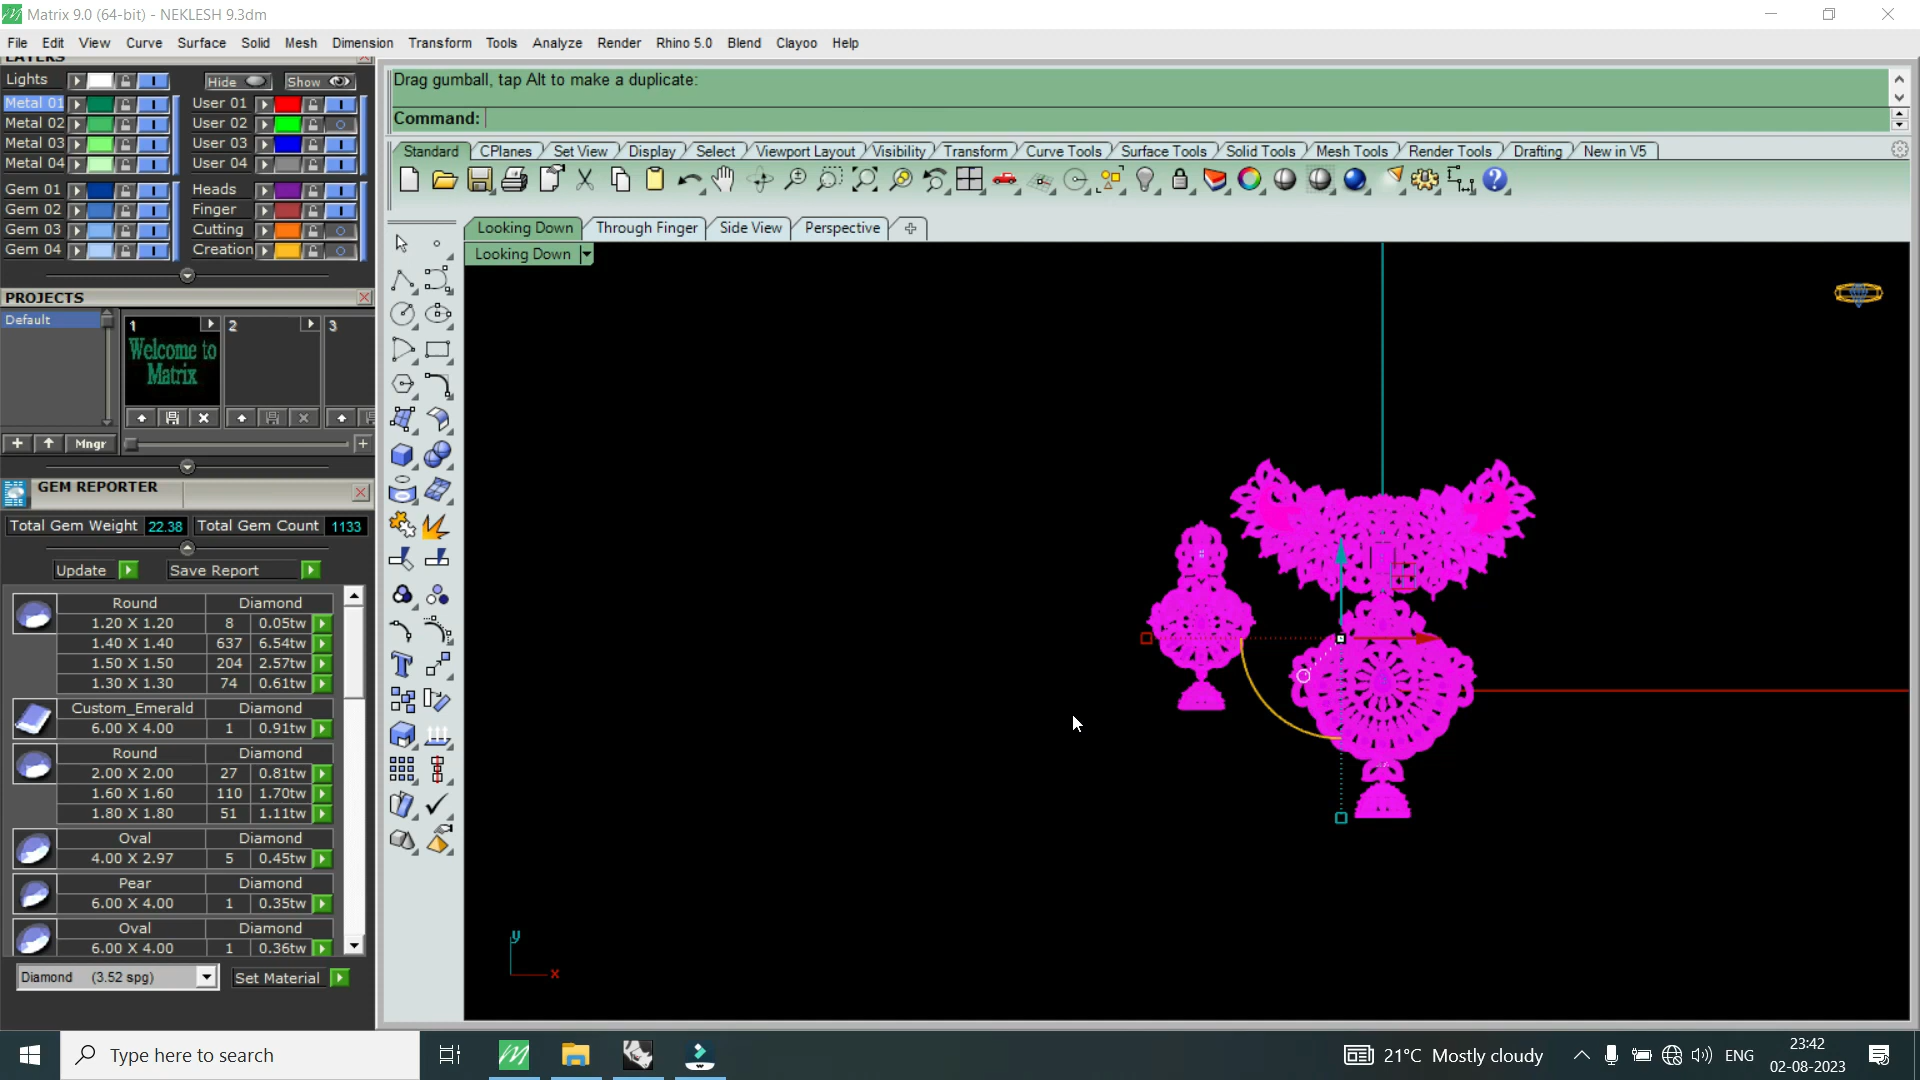 Matrix 9.0 (64-bit) - NEKLESH 9.3dm
File Edit View Curve Surface Solid Mesh Dimension Transform Tools Analyze Render Rhino 5.0 Blend Clayoo Help
LAYERS
Lights Hide Show
Metal 01 User 01
Metal 02 User 02
Metal 03 User 03
Metal 04 User 04
Gem 01 Heads
Gem 02 Finger
Gem 03 Cutting
Gem 04 Creation
PROJECTS
Default
1 2 3
Welcome to
Matrix
Mngr
GEM REPORTER
Total Gem Weight 22.38 Total Gem Count 1133
Update Save Report
Round Diamond
1.20 X 1.20 8 0.05tw
1.40 X 1.40 637 6.54tw
1.50 X 1.50 204 2.57tw
1.30 X 1.30 74 0.61tw
Custom_Emerald Diamond
6.00 X 4.00 1 0.91tw
Round Diamond
2.00 X 2.00 27 0.81tw
1.60 X 1.60 110 1.70tw
1.80 X 1.80 51 1.11tw
Oval Diamond
4.00 X 2.97 5 0.45tw
Pear Diamond
6.00 X 4.00 1 0.35tw
Oval Diamond
6.00 X 4.00 1 0.36tw
Diamond (3.52 spg) Set Material
Drag gumball, tap Alt to make a duplicate:
Command:
Standard CPlanes Set View Display Select Viewport Layout Visibility Transform Curve Tools Surface Tools Solid Tools Mesh Tools Render Tools Drafting New in V5
Looking Down Through Finger Side View Perspective
Looking Down
y
x
Type here to search
21°C Mostly cloudy
ENG
23:42
02-08-2023